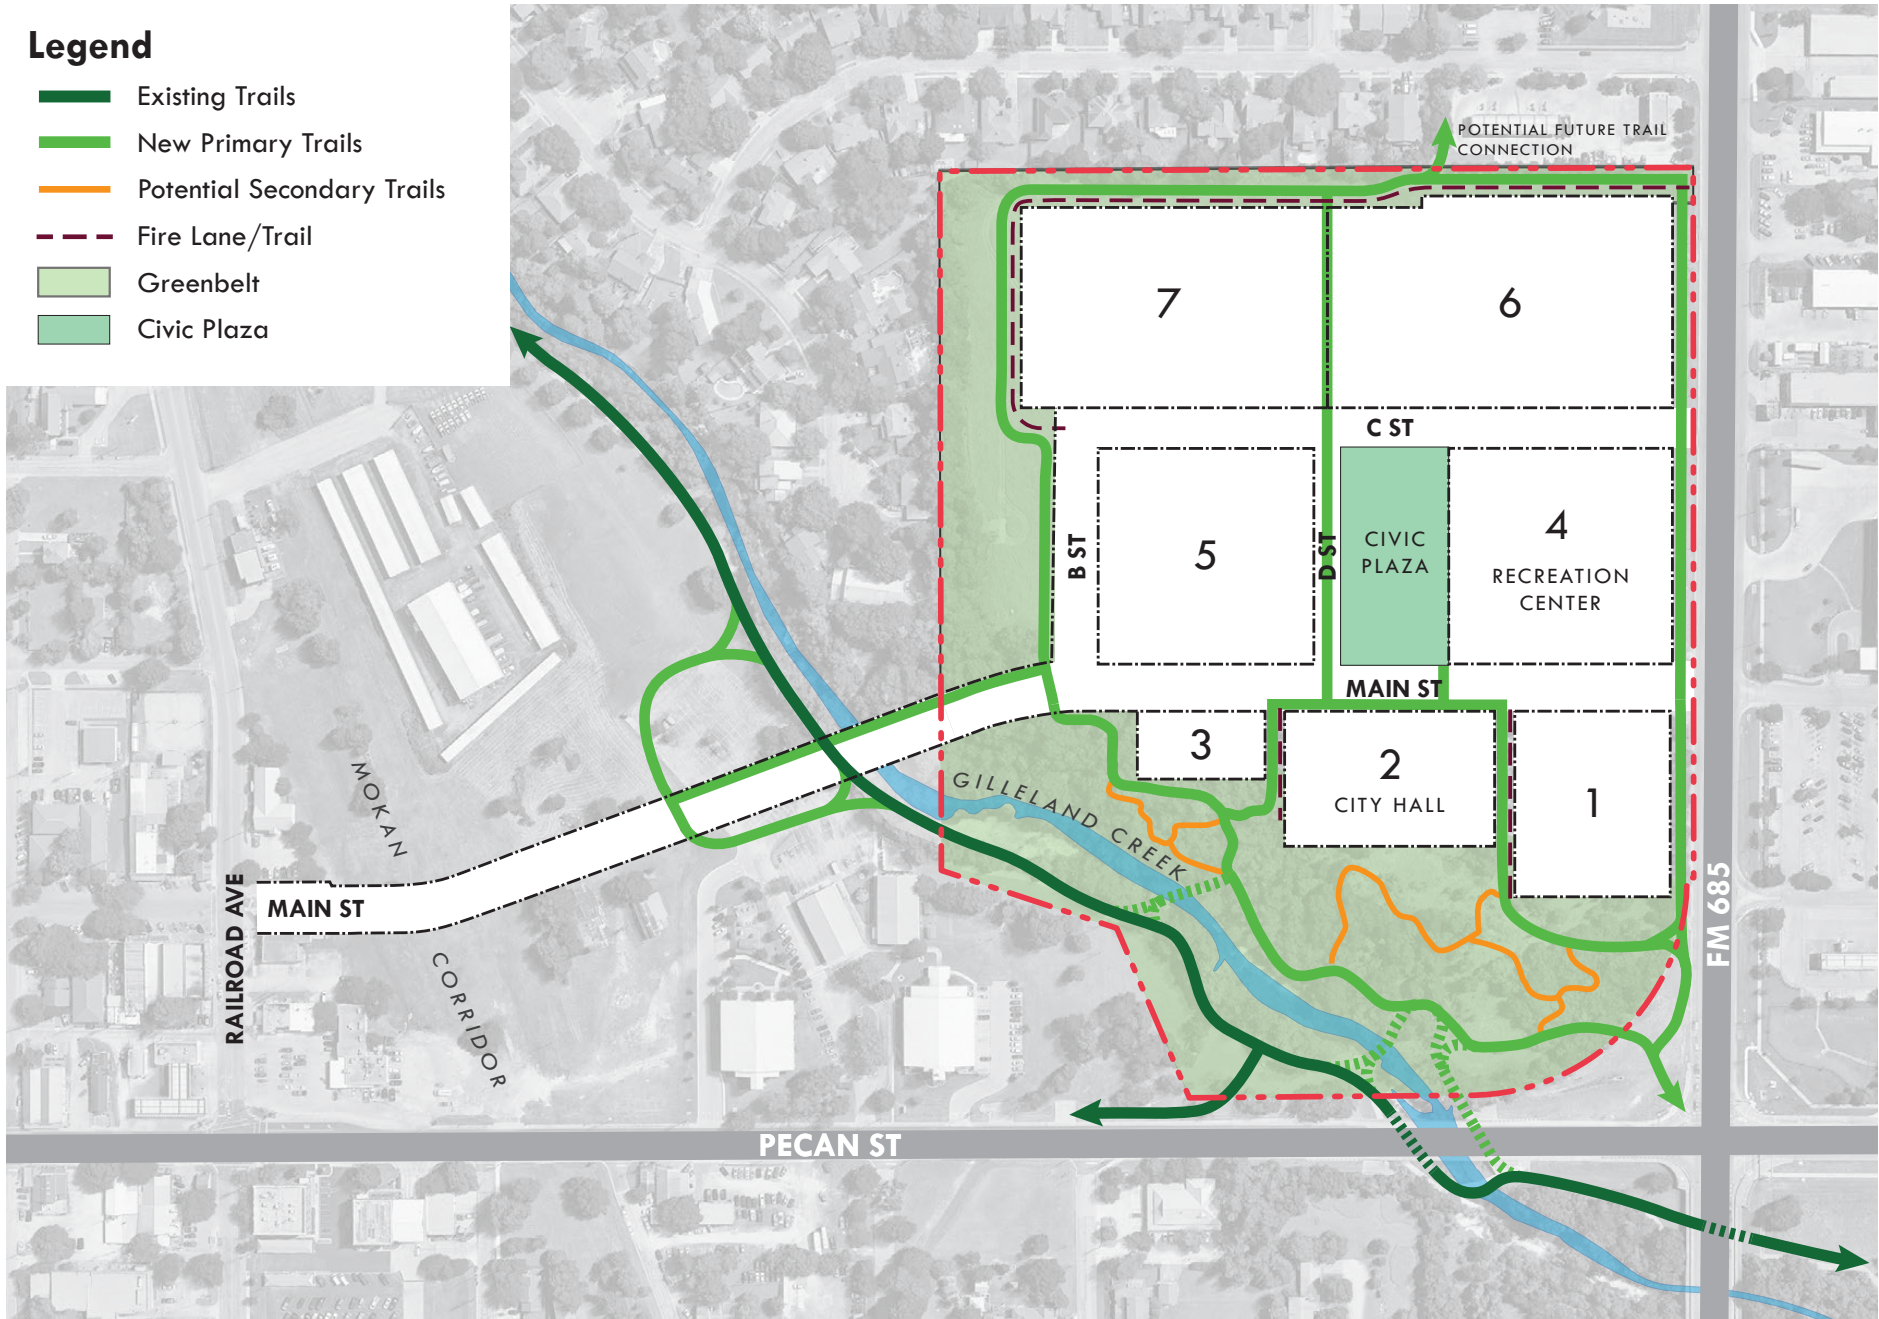 Legend
Existing Trails
New Primary Trails
Potential Secondary Trails
Fire Lane/Trail
Greenbelt
Civic Plaza
POTENTIAL FUTURE TRAIL
CONNECTION
7
6
C ST
B ST
5
D ST
CIVIC
PLAZA
4
RECREATION
CENTER
MAIN ST
3
2
CITY HALL
1
GILLELAND CREEK
MOKAN
CORRIDOR
RAILROAD AVE
MAIN ST
FM 685
PECAN ST